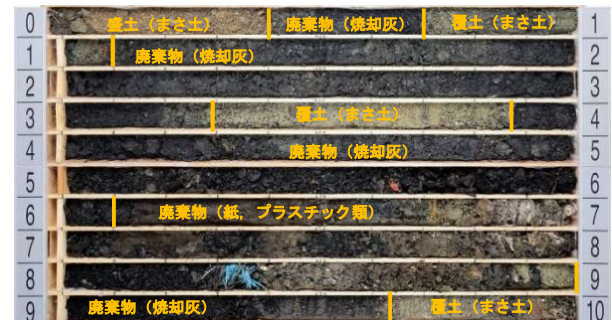 0 盛土（まさ土） 廃棄物（焼却灰） 覆土（まさ土） 1
1 廃棄物（焼却灰） 2
2 3
3 覆土（まさ土） 4
4 廃棄物（焼却灰） 5
5 6
6 廃棄物（紙，プラスチック類） 7
7 8
8 9
9 廃棄物（焼却灰） 覆土（まさ土） 10